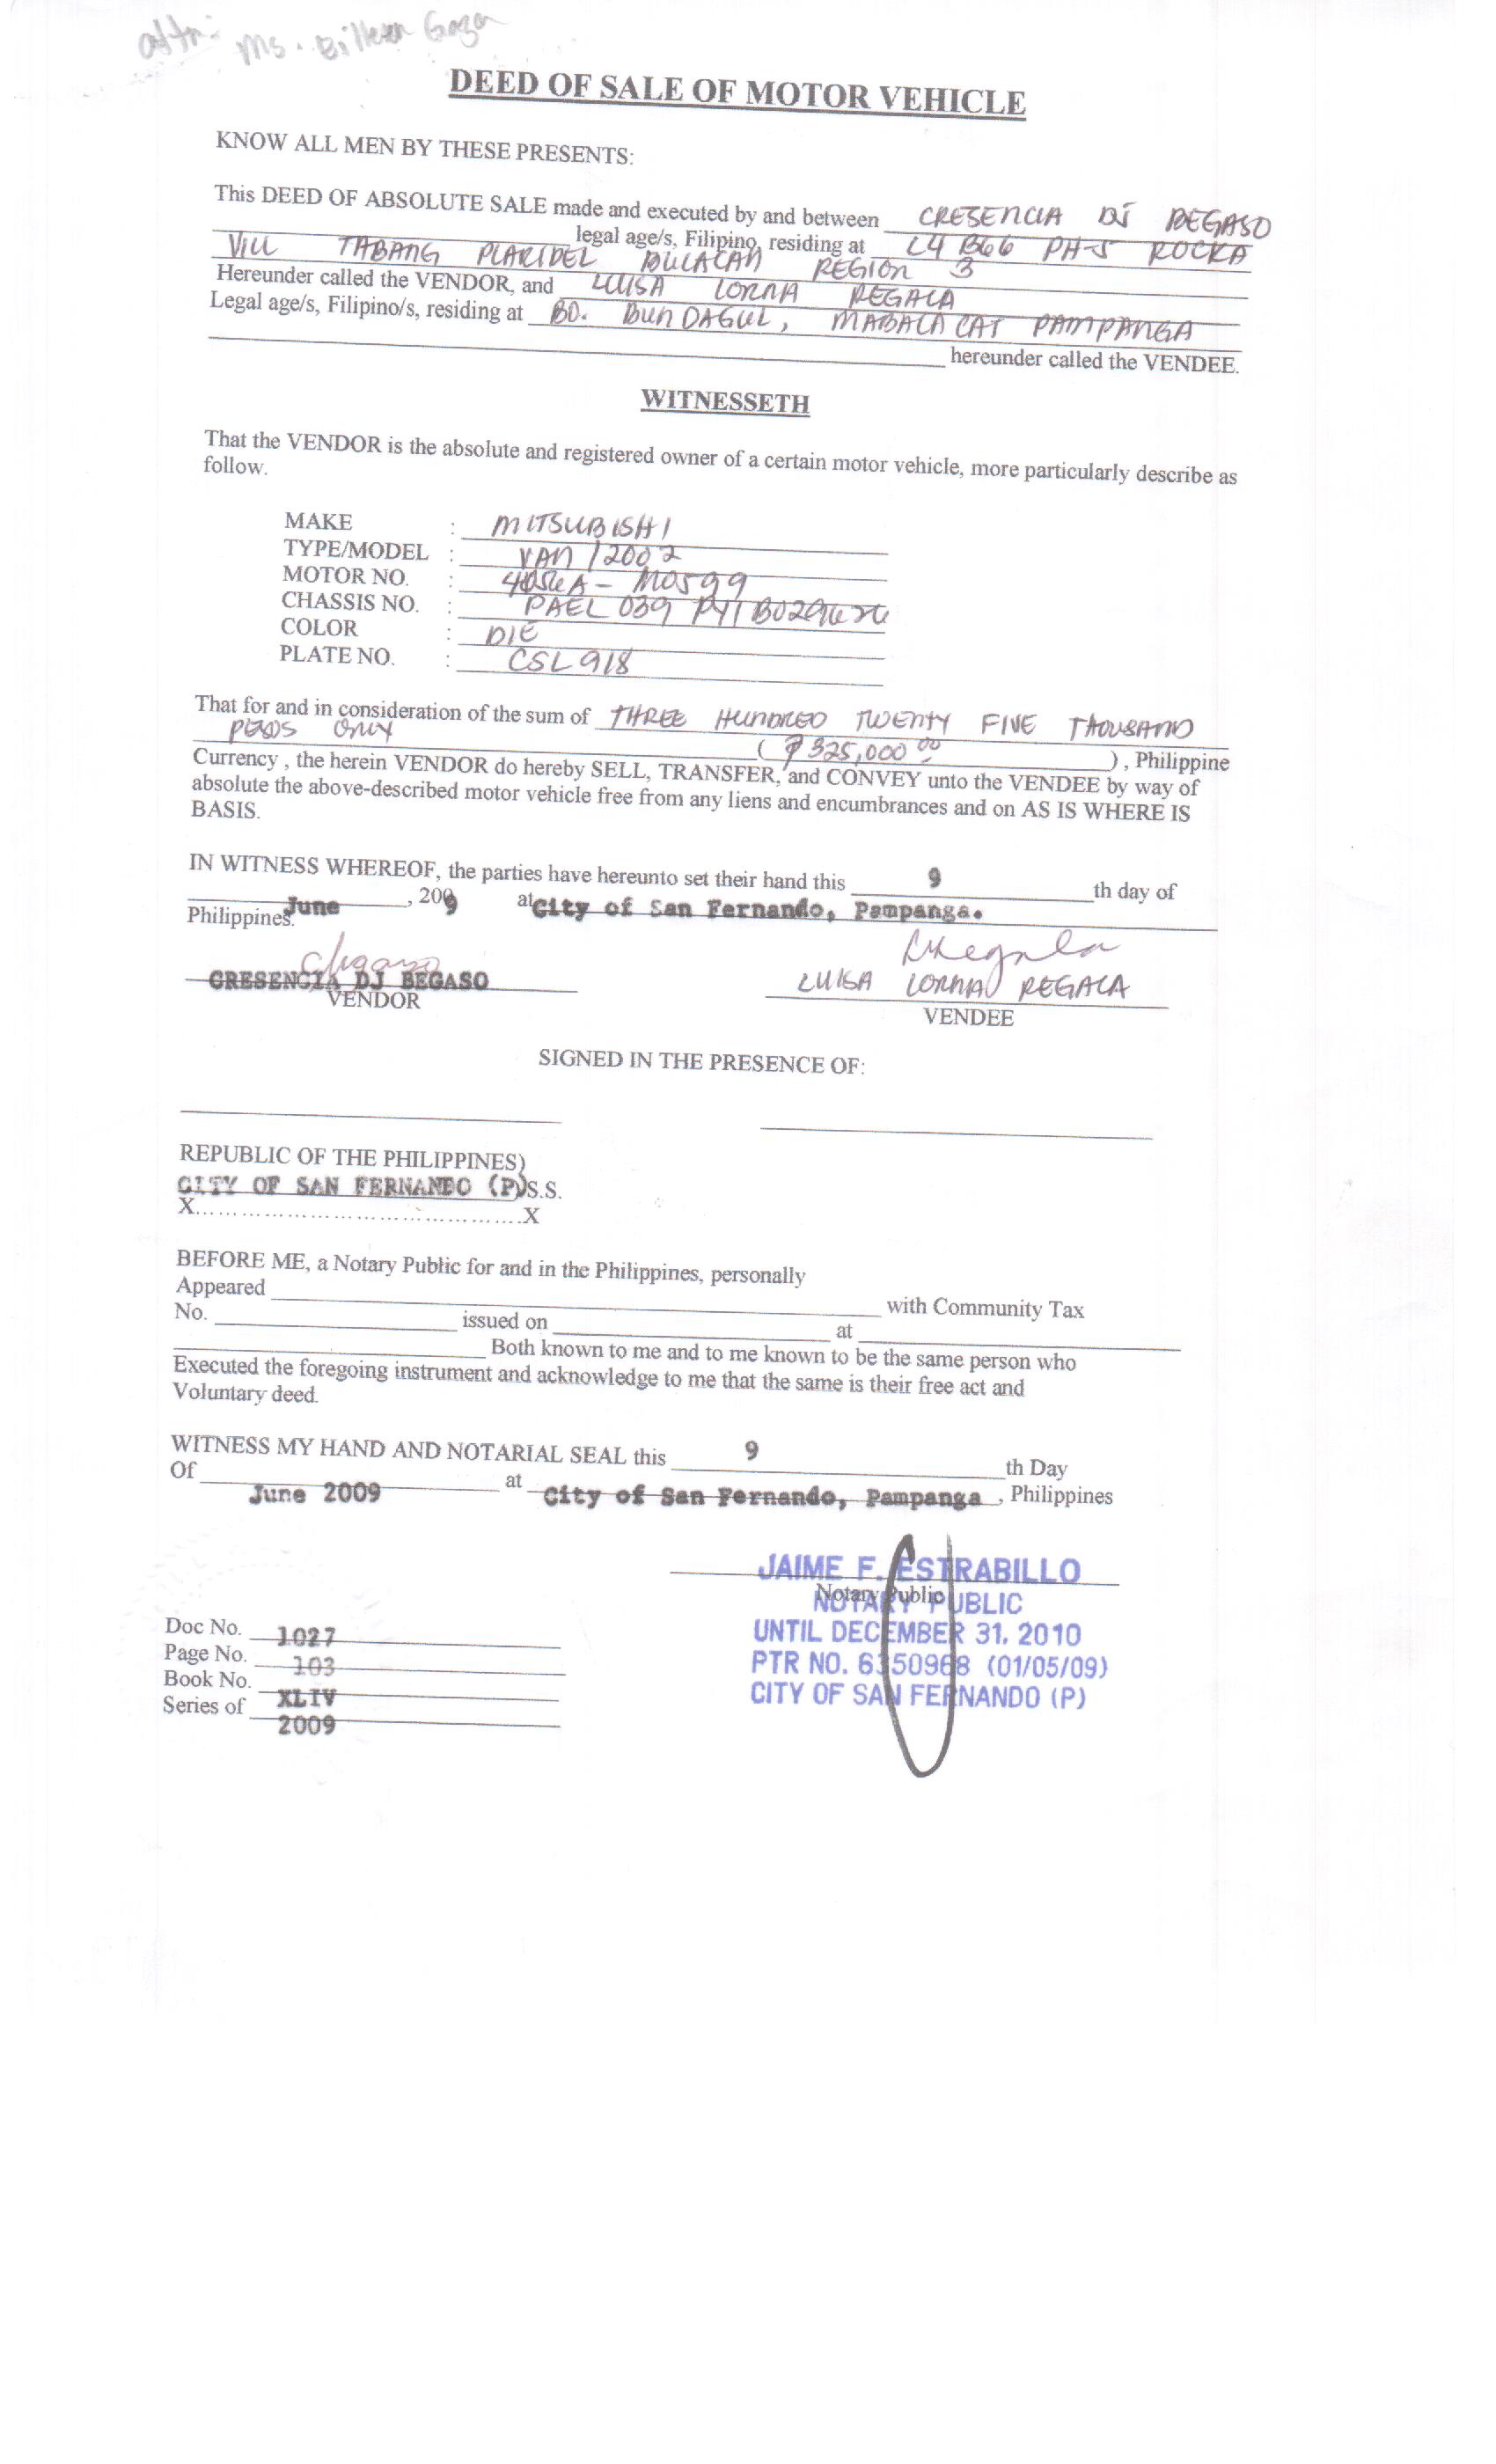 attn: Ms. Gaza
DEED OF SALE OF MOTOR VEHICLE
KNOW ALL MEN BY THESE PRESENTS:
This DEED OF ABSOLUTE SALE made and executed by and between CRESENCIA DJ BEGASO
legal age/s, Filipino, residing at L4 B66 PH-5 ROCKA
VILL TABANG PLARIDEL BULACAN REGION 3
Hereunder called the VENDOR, and LUISA LORNA REGALA
Legal age/s, Filipino/s, residing at BO. BUNDAGUL, MABALACAT PAMPANGA
hereunder called the VENDEE.
WITNESSETH
That the VENDOR is the absolute and registered owner of a certain motor vehicle, more particularly describe as
follow.
MAKE : MITSUBISHI
TYPE/MODEL : VAN / 2002
MOTOR NO. :
CHASSIS NO. :
COLOR :
PLATE NO. : CSL 918
That for and in consideration of the sum of THREE HUNDRED TWENTY FIVE THOUSAND
PESOS ONLY ( ₱ 325,000.00 ) , Philippine
Currency , the herein VENDOR do hereby SELL, TRANSFER, and CONVEY unto the VENDEE by way of
absolute the above-described motor vehicle free from any liens and encumbrances and on AS IS WHERE IS
BASIS.
IN WITNESS WHEREOF, the parties have hereunto set their hand this 9 th day of
June , 2009 at City of San Fernando, Pampanga.
Philippines.
CRESENCIA DJ BEGASO
VENDOR
LUISA LORNA REGALA
VENDEE
SIGNED IN THE PRESENCE OF:
REPUBLIC OF THE PHILIPPINES)
CITY OF SAN FERNANDO (P)S.S.
X.......................................X
BEFORE ME, a Notary Public for and in the Philippines, personally
Appeared with Community Tax
No. issued on at
Both known to me and to me known to be the same person who
Executed the foregoing instrument and acknowledge to me that the same is their free act and
Voluntary deed.
WITNESS MY HAND AND NOTARIAL SEAL this 9 th Day
Of June 2009 at City of San Fernando, Pampanga , Philippines
JAIME F. ESTRABILLO
Notary Public
NOTARY PUBLIC
UNTIL DECEMBER 31, 2010
PTR NO. 6350968 (01/05/09)
CITY OF SAN FERNANDO (P)
Doc No. 1027
Page No. 103
Book No. XLIV
Series of 2009